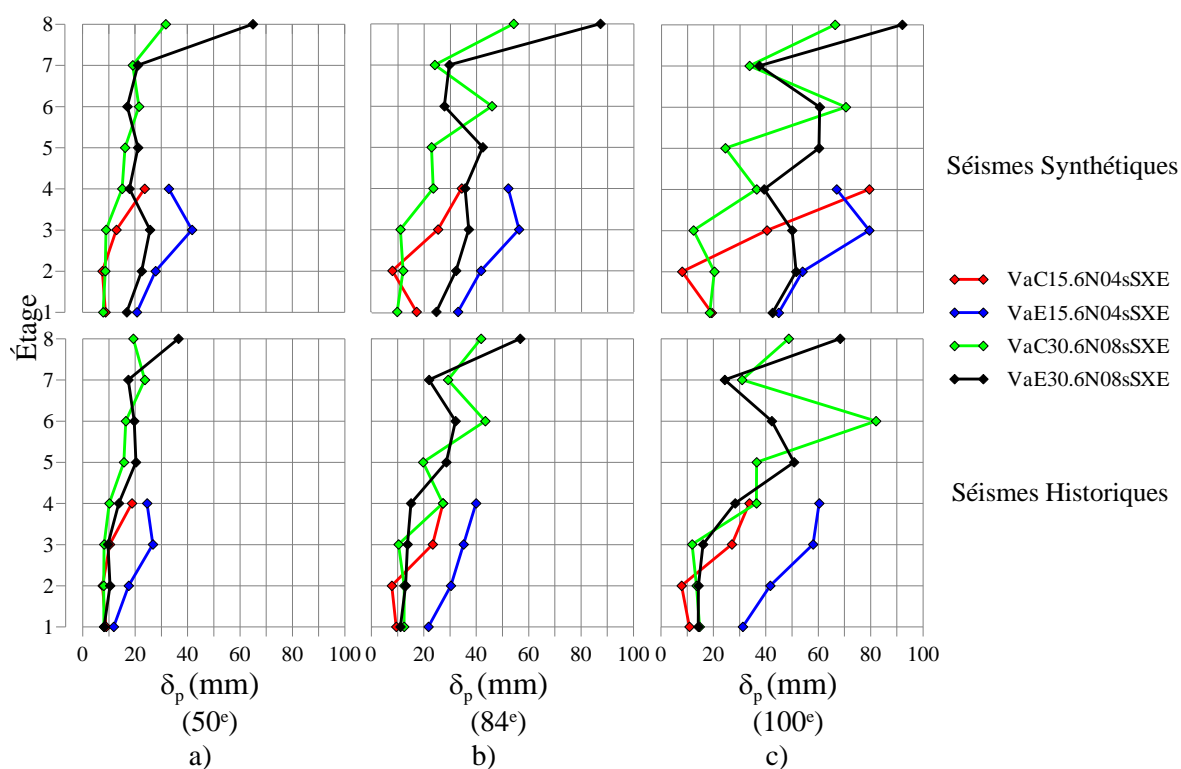 8
7
6
5
4
3
2
1
8
7
6
5
4
3
2
1
Étage
0 20 40 60 80 100
0 20 40 60 80 100
0 20 40 60 80 100
δp (mm)
(50e)
a)
δp (mm)
(84e)
b)
δp (mm)
(100e)
c)
Séismes Synthétiques
VaC15.6N04sSXE
VaE15.6N04sSXE
VaC30.6N08sSXE
VaE30.6N08sSXE
Séismes Historiques